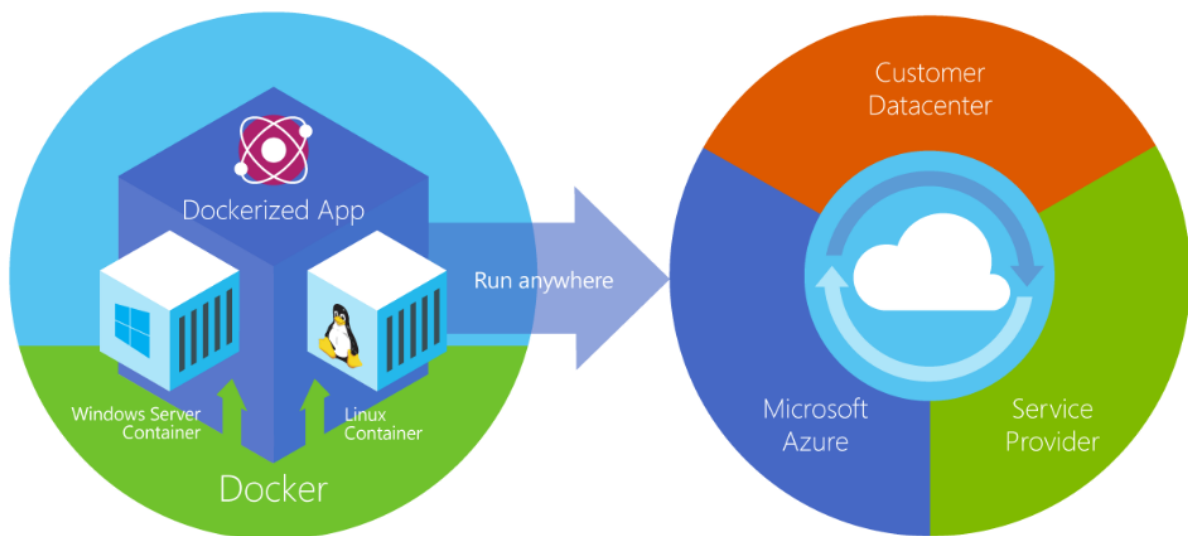 Dockerized App
Windows Server
Container
Linux
Container
Docker
Run anywhere
Customer
Datacenter
Microsoft
Azure
Service
Provider